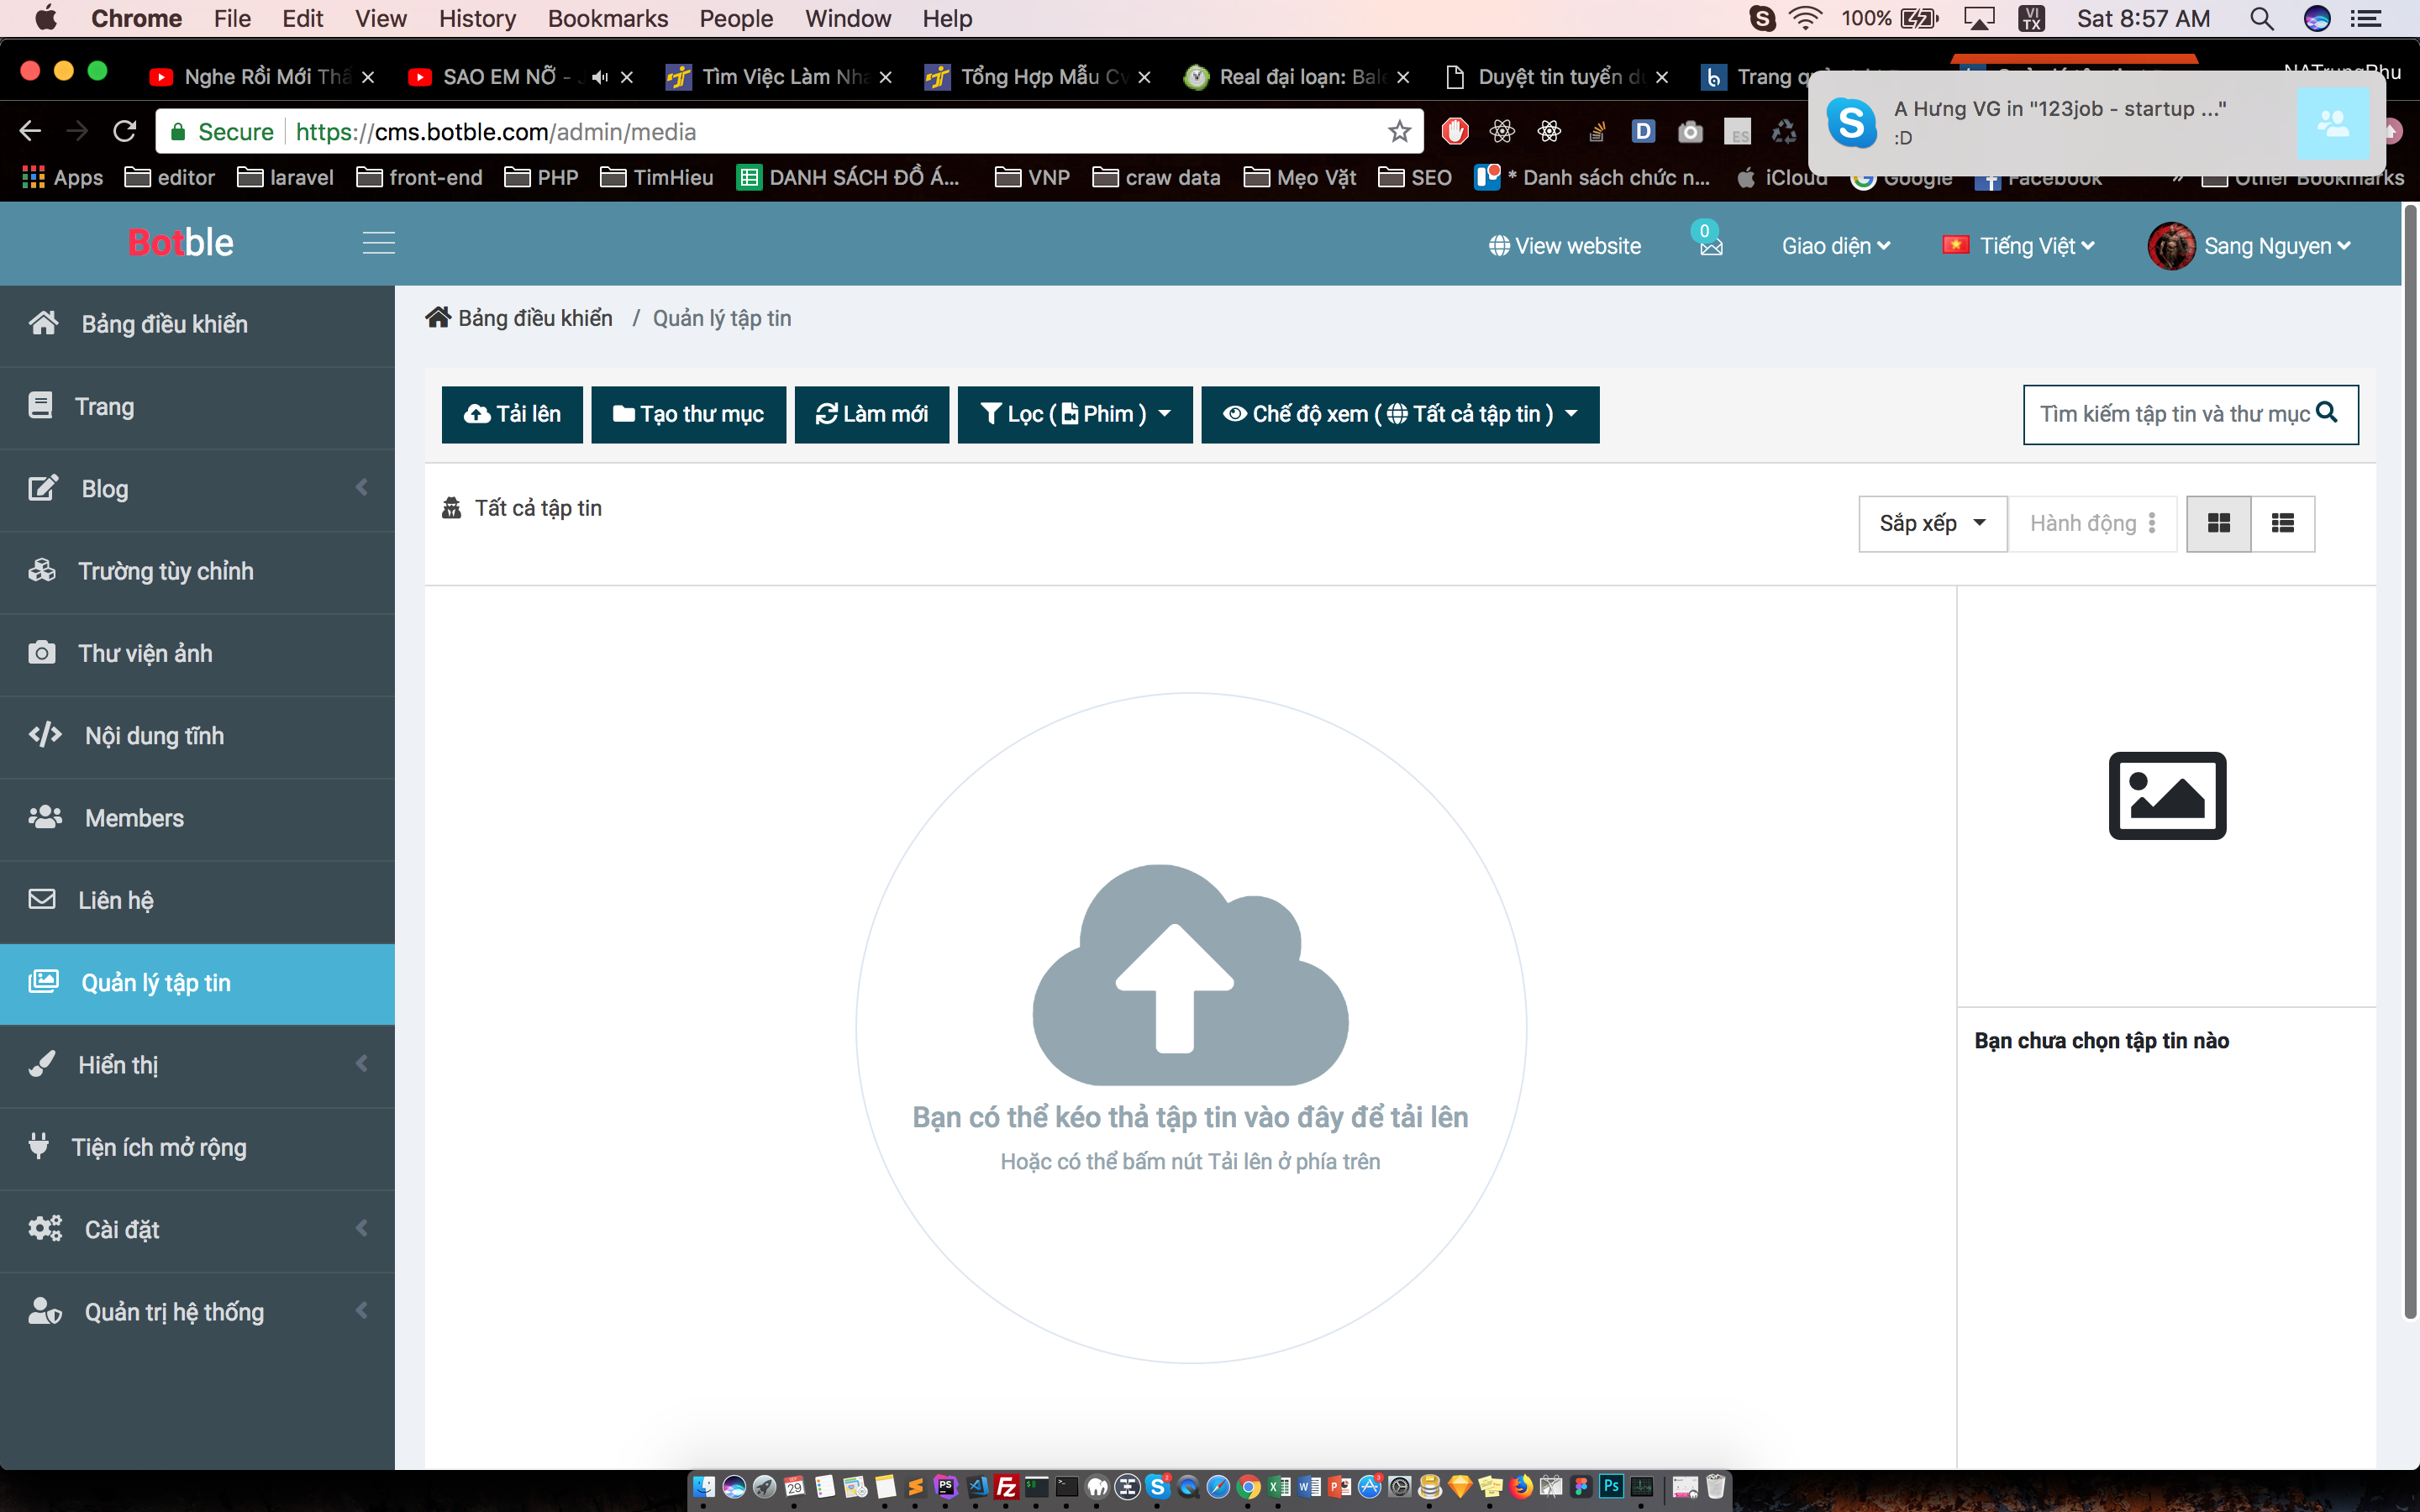 Chrome File Edit View History Bookmarks People Window Help 100% VI TX Sat 8:57 AM
Nghe Rồi Mới Thấ SAO EM NỠ - J Tìm Việc Làm Nha Tổng Hợp Mẫu Cv Real đại loạn: Bale Duyệt tin tuyển dụ Trang
Secure https://cms.botble.com/admin/media
A Hưng VG in "123job - startup ..."
:D
Apps editor laravel front-end PHP TimHieu DANH SÁCH ĐỒ Á... VNP craw data Mẹo Vặt SEO * Danh sách chức n... iCloud Google Facebook » Other Bookmarks
Botble
View website 0 Giao diện Tiếng Việt Sang Nguyen
Bảng điều khiển
Trang
Blog
Trường tùy chỉnh
Thư viện ảnh
Nội dung tĩnh
Members
Liên hệ
Quản lý tập tin
Hiển thị
Tiện ích mở rộng
Cài đặt
Quản trị hệ thống
Bảng điều khiển / Quản lý tập tin
Tải lên Tạo thư mục Làm mới Lọc ( Phim ) Chế độ xem ( Tất cả tập tin ) Tìm kiếm tập tin và thư mục
Tất cả tập tin Sắp xếp Hành động
Bạn có thể kéo thả tập tin vào đây để tải lên
Hoặc có thể bấm nút Tải lên ở phía trên
Bạn chưa chọn tập tin nào